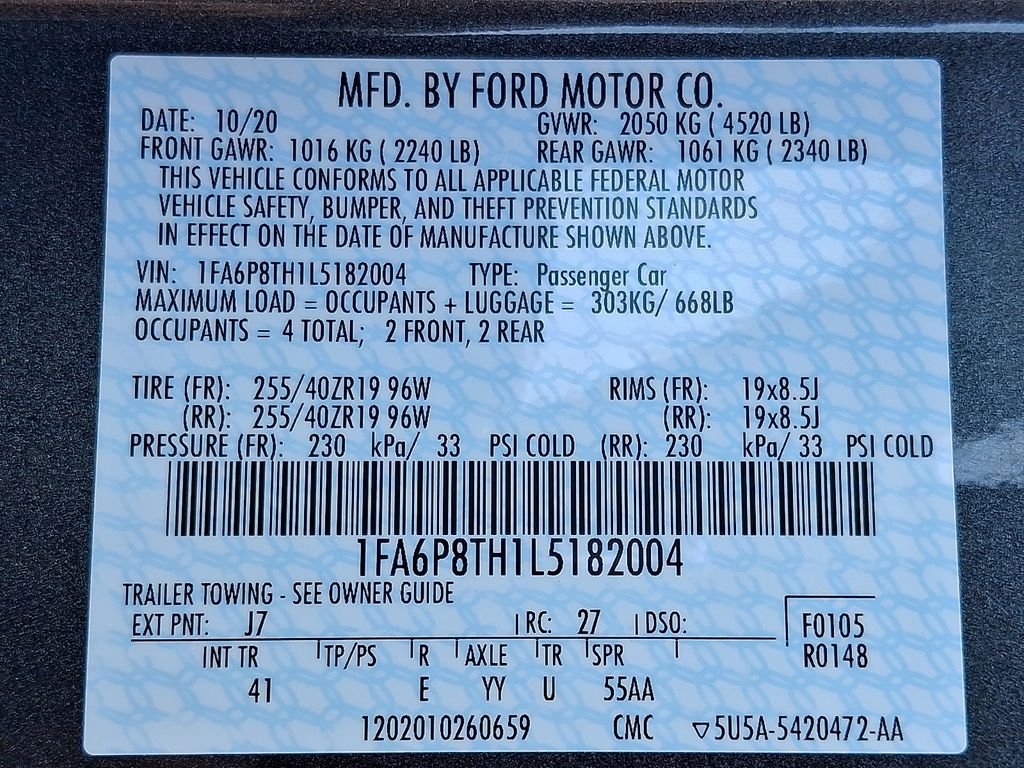 MFD. BY FORD MOTOR CO.
DATE: 10/20 GVWR: 2050 KG ( 4520 LB)
FRONT GAWR: 1016 KG ( 2240 LB) REAR GAWR: 1061 KG ( 2340 LB)
THIS VEHICLE CONFORMS TO ALL APPLICABLE FEDERAL MOTOR
VEHICLE SAFETY, BUMPER, AND THEFT PREVENTION STANDARDS
IN EFFECT ON THE DATE OF MANUFACTURE SHOWN ABOVE.
VIN: 1FA6P8TH1L5182004 TYPE: Passenger Car
MAXIMUM LOAD = OCCUPANTS + LUGGAGE = 303KG/ 668LB
OCCUPANTS = 4 TOTAL; 2 FRONT, 2 REAR
TIRE (FR): 255/40ZR19 96W RIMS (FR): 19x8.5J
(RR): 255/40ZR19 96W (RR): 19x8.5J
PRESSURE (FR): 230 kPa/ 33 PSI COLD (RR): 230 kPa/ 33 PSI COLD
1FA6P8TH1L5182004
TRAILER TOWING - SEE OWNER GUIDE
EXT PNT: J7 RC: 27 DSO: F0105
INT TR TP/PS R AXLE TR SPR R0148
41 E YY U 55AA
1202010260659 CMC ▽5U5A-5420472-AA